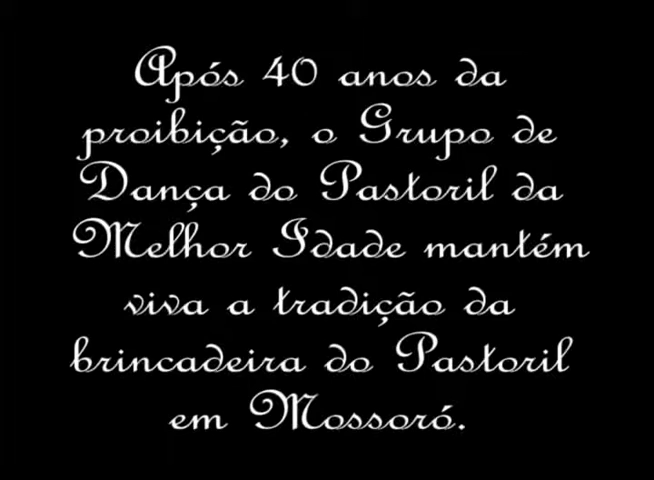 Após 40 anos da
proibição, o Grupo de
Dança do Pastoril da
Melhor Idade mantém
viva a tradição da
brincadeira do Pastoril
em Mossoró.